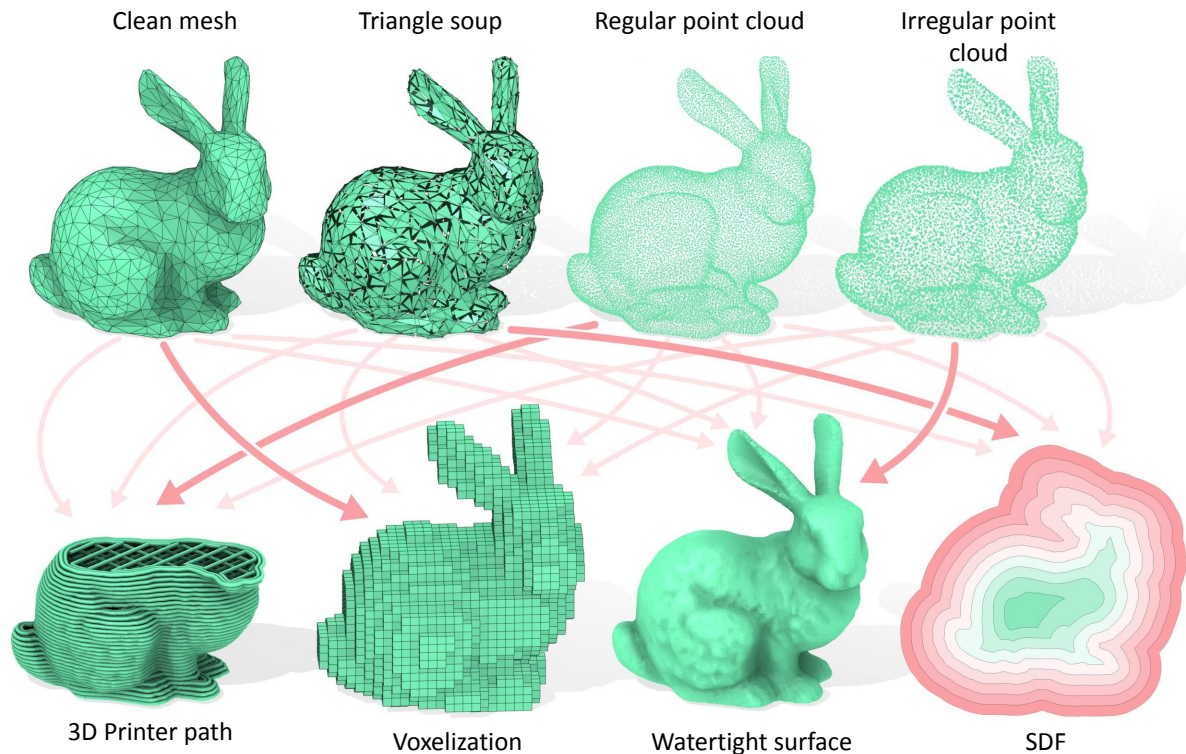 Clean mesh
Triangle soup
Regular point cloud
Irregular point
cloud
3D Printer path
Voxelization
Watertight surface
SDF